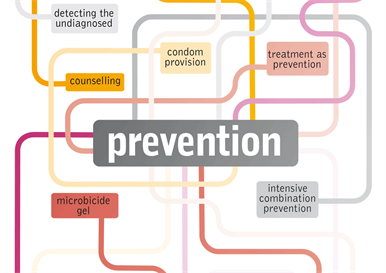 detecting the
undiagnosed
condom
provision
treatment as
prevention
counselling
prevention
microbicide
gel
intensive
combination
prevention